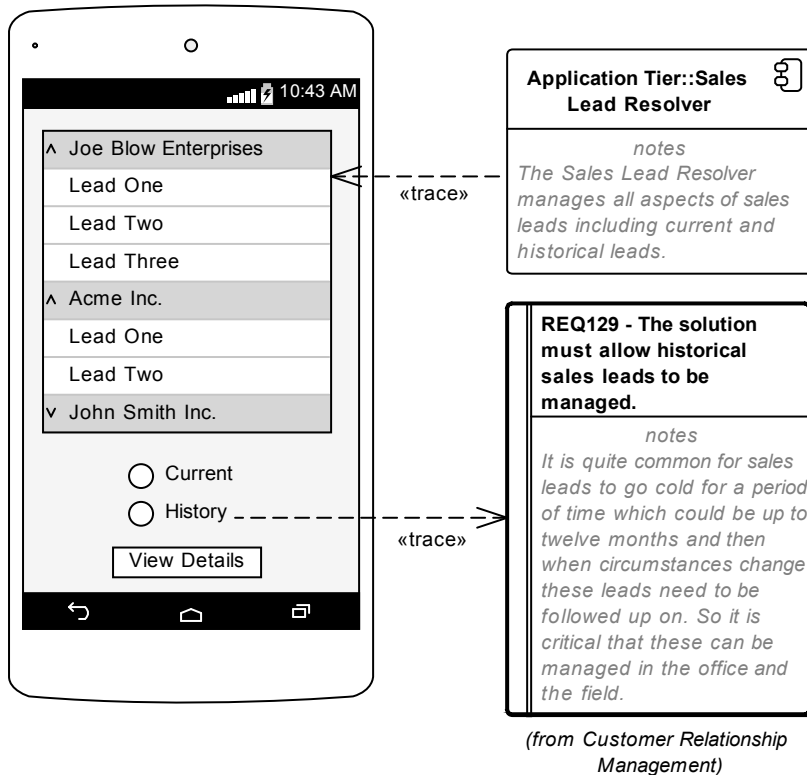 10:43 AM
Joe Blow Enterprises
Lead One
Lead Two
Lead Three
Acme Inc.
Lead One
Lead Two
John Smith Inc.
Current
History
View Details
«trace»
«trace»
Application Tier::Sales
Lead Resolver
notes
The Sales Lead Resolver
manages all aspects of sales
leads including current and
historical leads.
REQ129 - The solution
must allow historical
sales leads to be
managed.
notes
It is quite common for sales
leads to go cold for a period
of time which could be up to
twelve months and then
when circumstances change
these leads need to be
followed up on. So it is
critical that these can be
managed in the office and
the field.
(from Customer Relationship
Management)